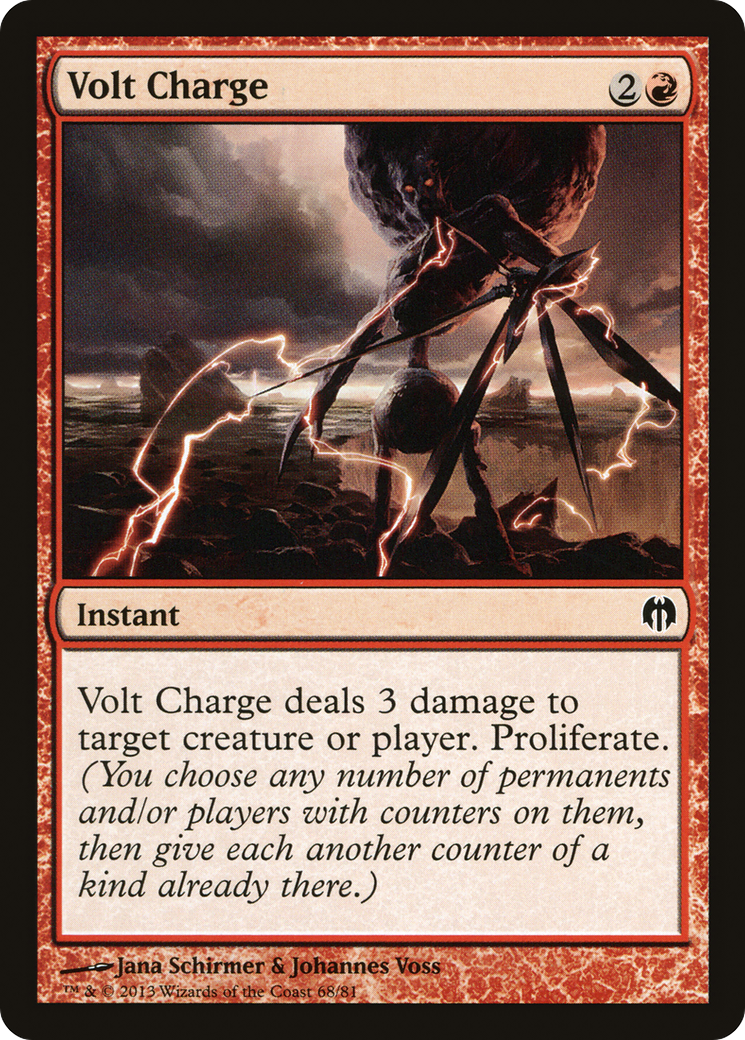 Volt Charge 2
Instant
Volt Charge deals 3 damage to
target creature or player. Proliferate.
(You choose any number of permanents
and/or players with counters on them,
then give each another counter of a
kind already there.)
Jana Schirmer & Johannes Voss
™ & © 2013 Wizards of the Coast 68/81